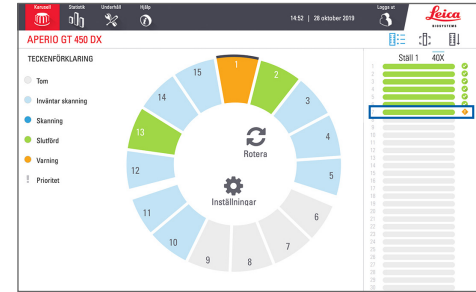 Karusell Statistik Underhåll Hjälp
14:52 | 28 oktober 2019
Logga ut
Leica
BIOSYSTEMS
APERIO GT 450 DX
TECKENFÖRKLARING
Tom
Inväntar skanning
Skanning
Slutförd
Varning
! Prioritet
1
2
3
4
5
6
7
8
9
10
11
12
13
14
15
Rotera
Inställningar
Ställ 1 40X